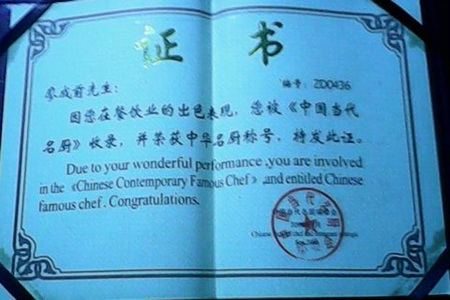 证 书
编号: ZD0436
先生:
因您在餐饮业的出色表现,您被《中国当代
名厨》收录,并荣获中华名厨称号,特发此证。
Due to your wonderful performance ,you are involved
in the 《Chinese Contemporary Famous Chef》,and entitled Chinese
famous chef . Congratulations.